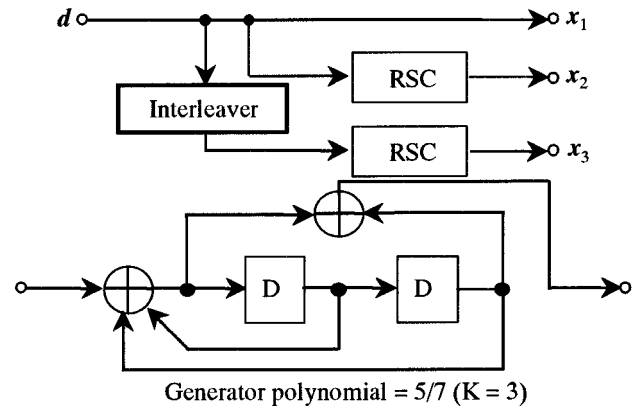 d x₁
RSC x₂
Interleaver
RSC x₃
D D
Generator polynomial = 5/7 (K = 3)